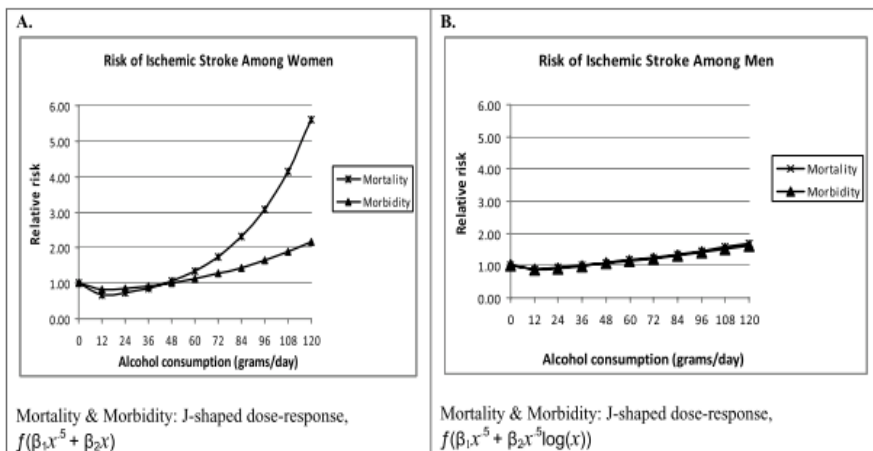 A.
Risk of Ischemic Stroke Among Women
6.00
5.00
4.00
3.00
2.00
1.00
0.00
Relative risk
0 12 24 36 48 60 72 84 96 108 120
Alcohol consumption (grams/day)
Mortality
Morbidity
Mortality & Morbidity: J-shaped dose-response,
ƒ(β₁x^.5 + β₂x)
B.
Risk of Ischemic Stroke Among Men
6.00
5.00
4.00
3.00
2.00
1.00
0.00
Relative risk
0 12 24 36 48 60 72 84 96 108 120
Alcohol consumption (grams/day)
Mortality
Morbidity
Mortality & Morbidity: J-shaped dose-response,
ƒ(β₁x^.5 + β₂x^.5log(x))